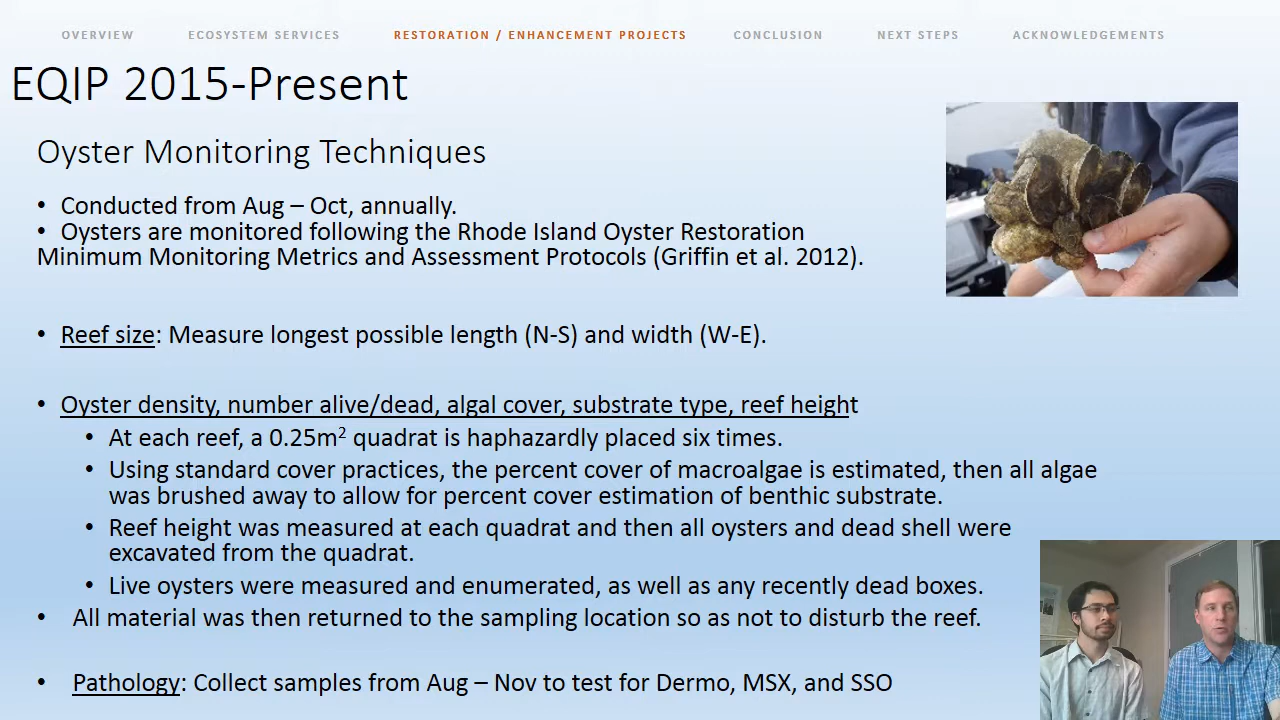 OVERVIEW ECOSYSTEM SERVICES RESTORATION / ENHANCEMENT PROJECTS CONCLUSION NEXT STEPS ACKNOWLEDGEMENTS
EQIP 2015-Present
Oyster Monitoring Techniques
• Conducted from Aug – Oct, annually.
• Oysters are monitored following the Rhode Island Oyster Restoration
Minimum Monitoring Metrics and Assessment Protocols (Griffin et al. 2012).
• Reef size: Measure longest possible length (N-S) and width (W-E).
• Oyster density, number alive/dead, algal cover, substrate type, reef height
• At each reef, a 0.25m² quadrat is haphazardly placed six times.
• Using standard cover practices, the percent cover of macroalgae is estimated, then all algae
was brushed away to allow for percent cover estimation of benthic substrate.
• Reef height was measured at each quadrat and then all oysters and dead shell were
excavated from the quadrat.
• Live oysters were measured and enumerated, as well as any recently dead boxes.
• All material was then returned to the sampling location so as not to disturb the reef.
• Pathology: Collect samples from Aug – Nov to test for Dermo, MSX, and SSO